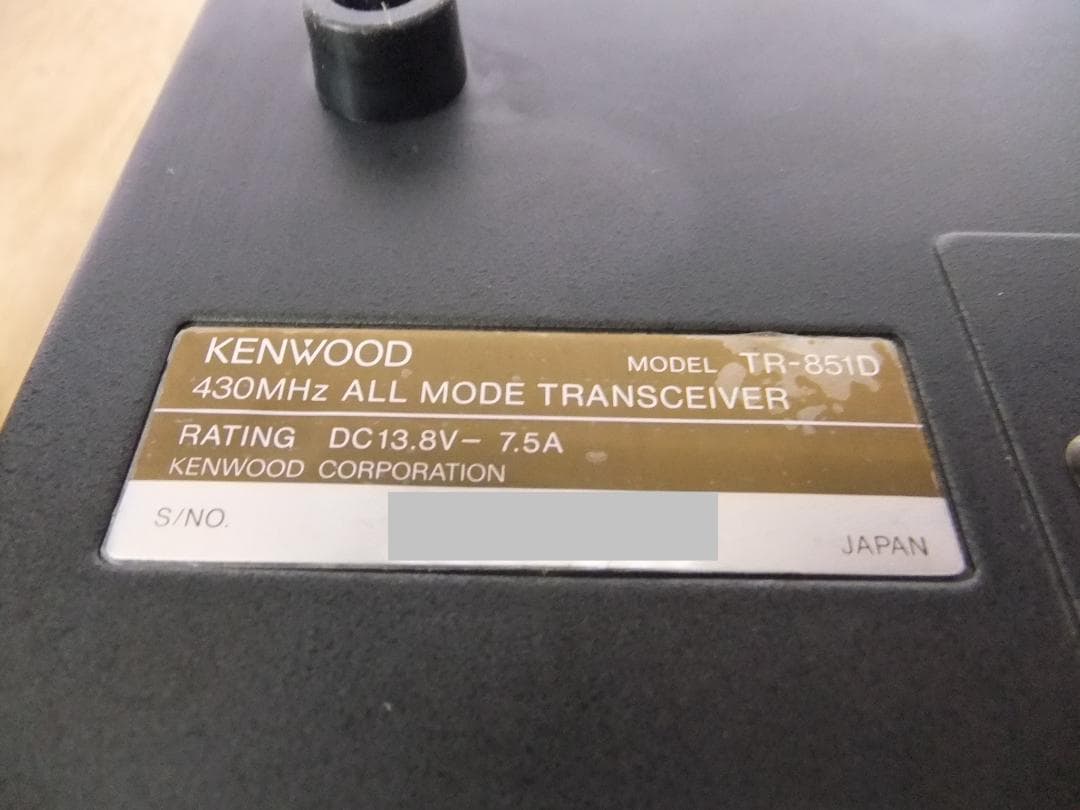 KENWOOD MODEL TR-851D
430MHz ALL MODE TRANSCEIVER
RATING DC13.8V- 7.5A
KENWOOD CORPORATION
S/NO.
JAPAN